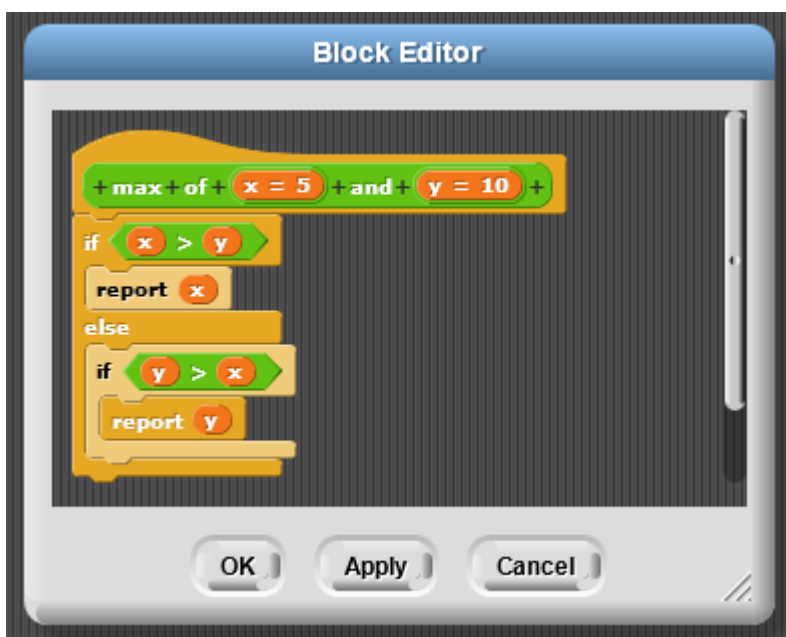 Block Editor
+ max + of + x = 5 + and + y = 10 +
if x > y
report x
else
if y > x
report y
OK Apply Cancel